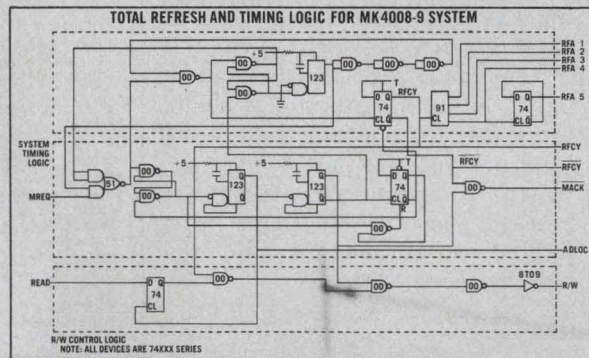 TOTAL REFRESH AND TIMING LOGIC FOR MK4008-9 SYSTEM
+5
123
00
00
00
00
00
00
T
D Q
74
CL Q
RFCY
91
CL
D Q
74
CL Q
RFA 1
RFA 2
RFA 3
RFA 4
RFA 5
RFCY
RFCY
SYSTEM
TIMING
LOGIC
+5
+5
Q
123
Q
Q
123
Q
T
D Q
74
CL Q
R
RFCY
51
00
00
00
00
MREQ
MACK
ADLOC
READ
D Q
74
00
00
00
8T09
R/W
R/W CONTROL LOGIC
NOTE: ALL DEVICES ARE 74XXX SERIES